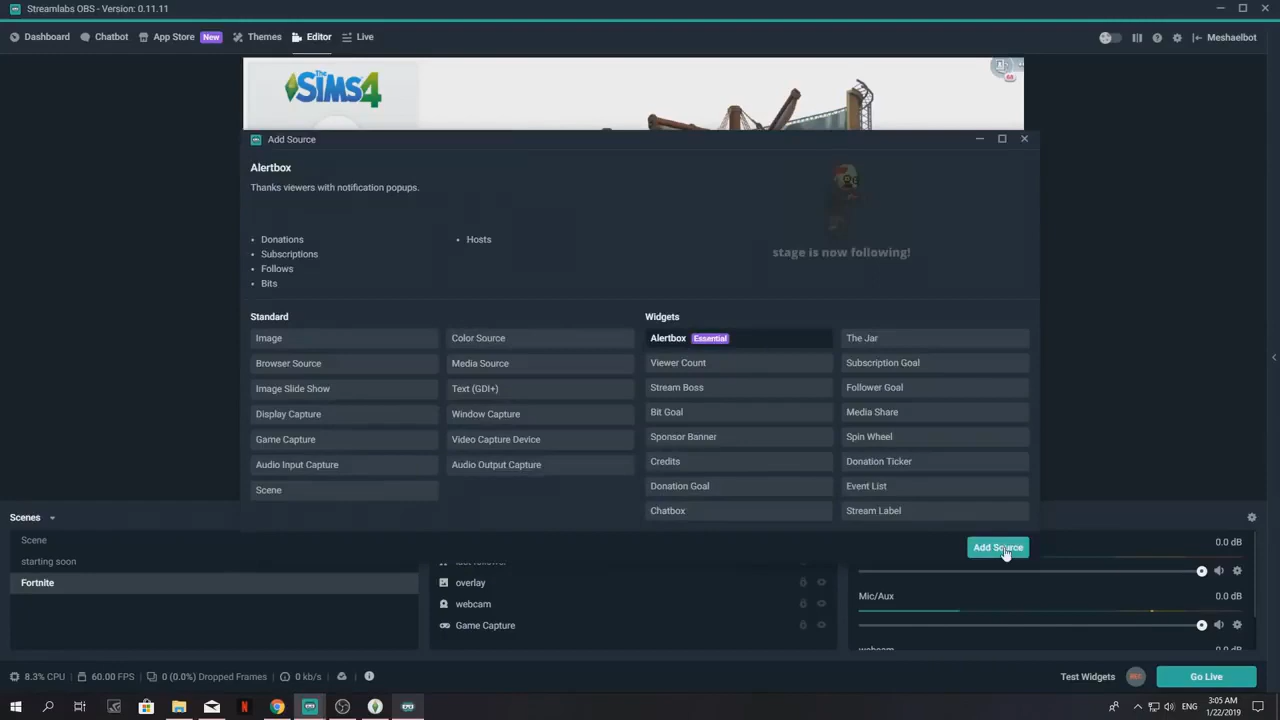 Streamlabs OBS - Version: 0.11.11
Dashboard
Chatbot
App Store New
Themes
Editor
Live
Meshaelbot
THE SIMS 4
Add Source
Alertbox
Thanks viewers with notification popups.
• Donations
• Subscriptions
• Follows
• Bits
• Hosts
stage is now following!
Standard
Image
Color Source
Browser Source
Media Source
Image Slide Show
Text (GDI+)
Display Capture
Window Capture
Game Capture
Video Capture Device
Audio Input Capture
Audio Output Capture
Scene
Widgets
Alertbox Essential
The Jar
Viewer Count
Subscription Goal
Stream Boss
Follower Goal
Bit Goal
Media Share
Sponsor Banner
Spin Wheel
Credits
Donation Ticker
Donation Goal
Event List
Chatbox
Stream Label
Add Source
Scenes
Scene
starting soon
Fortnite
overlay
webcam
Game Capture
0.0 dB
Mic/Aux
0.0 dB
webcam
8.3% CPU
60.00 FPS
0 (0.0%) Dropped Frames
0 kb/s
Test Widgets
REC
Go Live
ENG
3:05 AM
1/22/2019